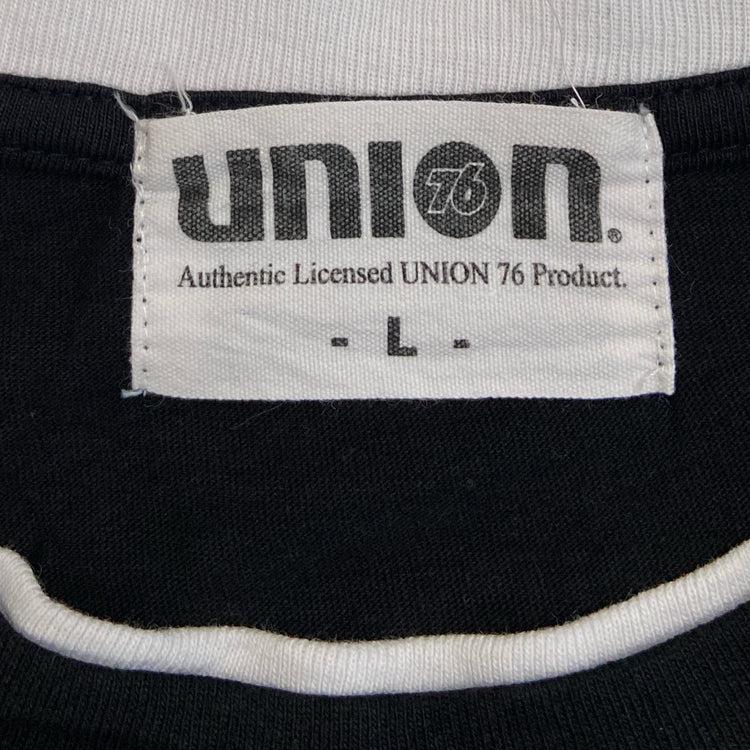 UNION 76 ®
Authentic Licensed UNION 76 Product.
- L -